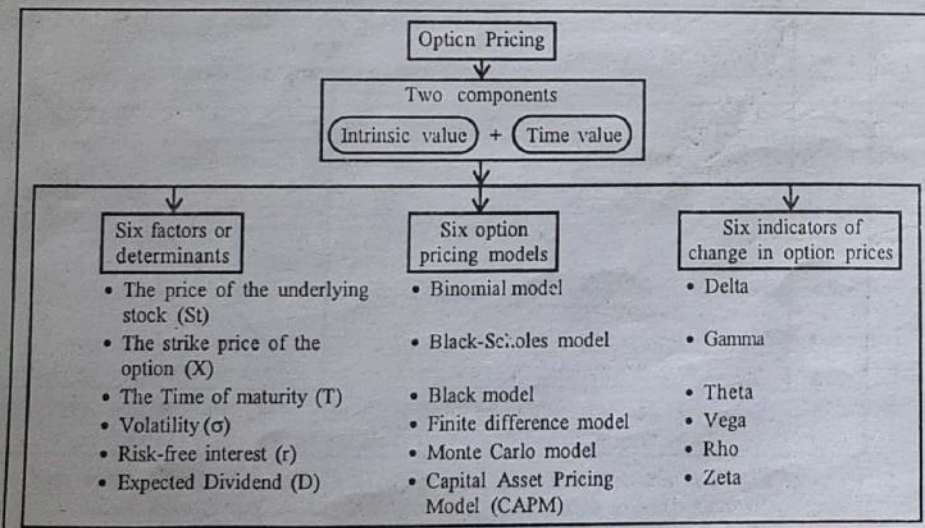 Option Pricing
Two components
Intrinsic value + Time value
Six factors or
determinants
• The price of the underlying
stock (St)
• The strike price of the
option (X)
• The Time of maturity (T)
• Volatility (σ)
• Risk-free interest (r)
• Expected Dividend (D)
Six option
pricing models
• Binomial model
• Black-Scholes model
• Black model
• Finite difference model
• Monte Carlo model
• Capital Asset Pricing
Model (CAPM)
Six indicators of
change in option prices
• Delta
• Gamma
• Theta
• Vega
• Rho
• Zeta